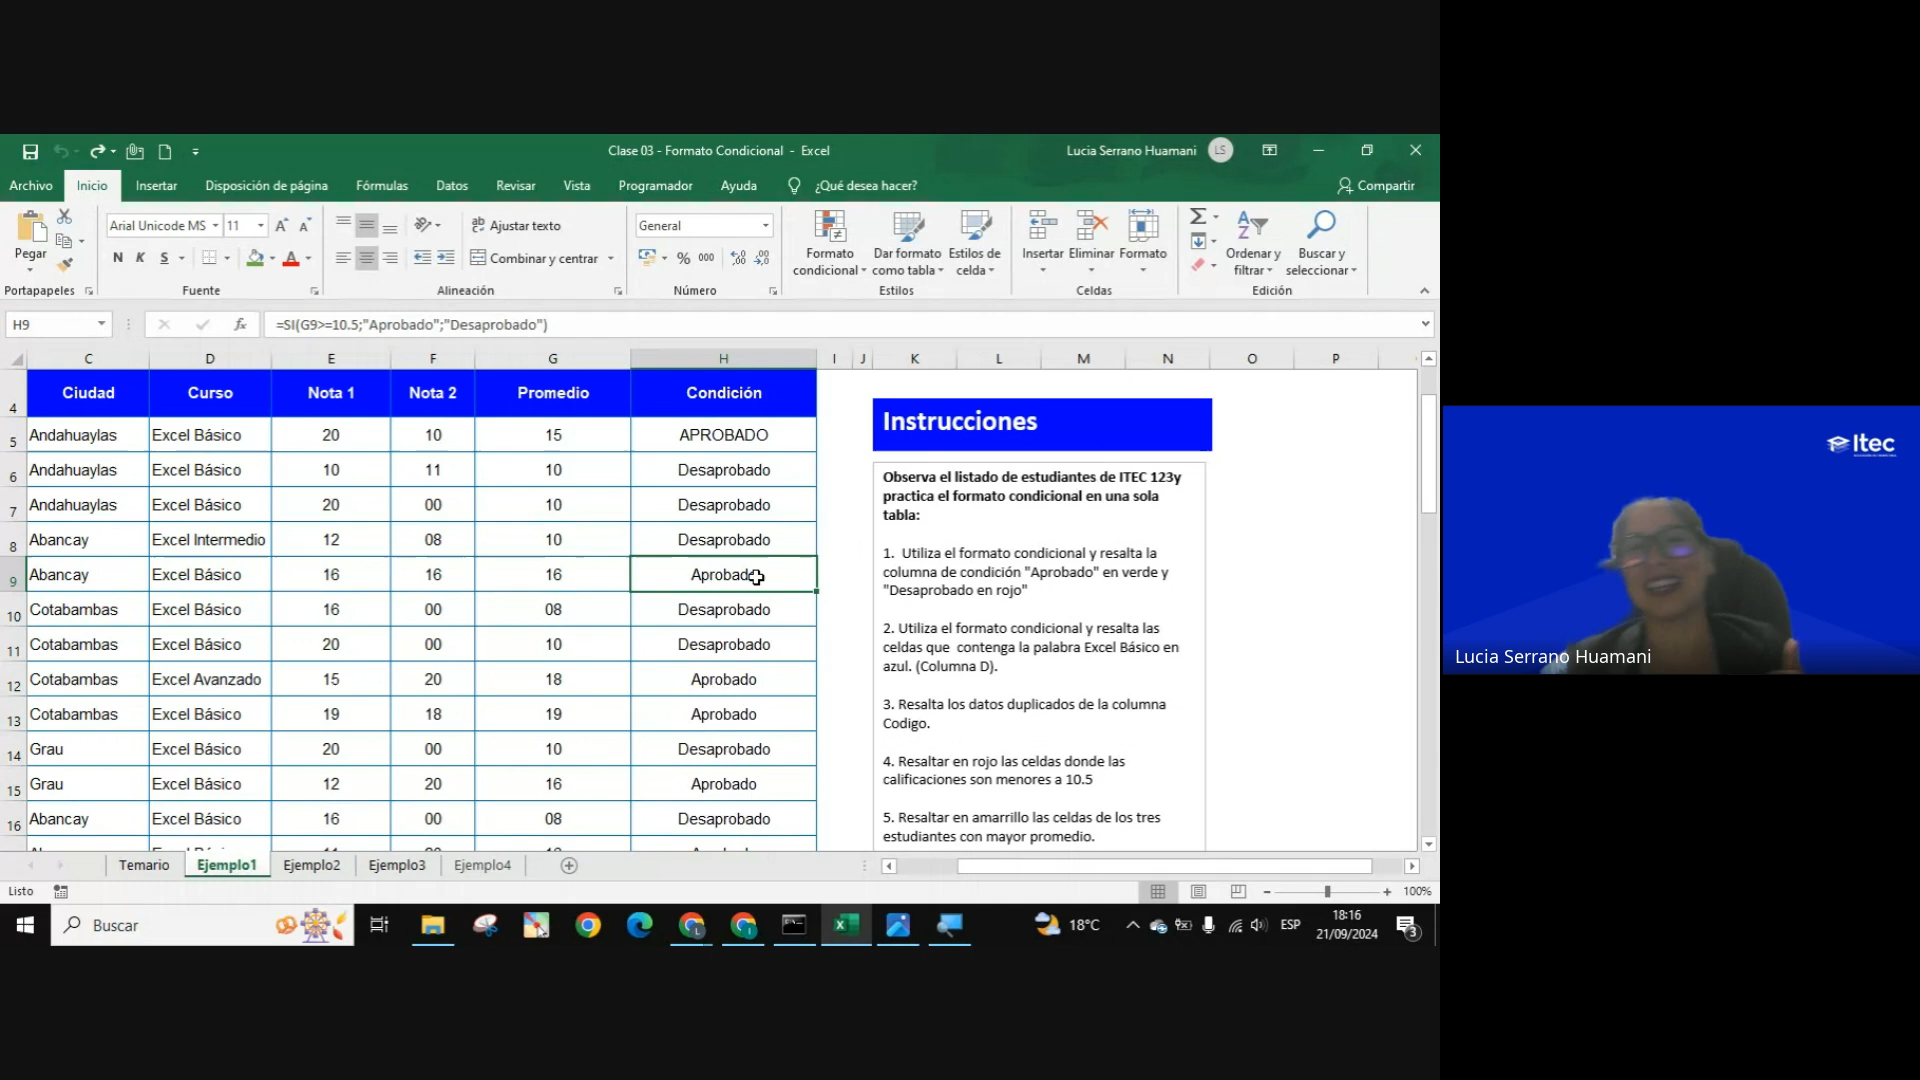 Clase 03 - Formato Condicional - Excel
Lucia Serrano Huamani
LS
Archivo Inicio Insertar Disposición de página Fórmulas Datos Revisar Vista Programador Ayuda ¿Qué desea hacer? Compartir
Pegar
Portapapeles
Arial Unicode MS 11
N K S
Fuente
Ajustar texto
Combinar y centrar
Alineación
General
% 000
Número
Formato condicional
Dar formato como tabla
Estilos de celda
Estilos
Insertar Eliminar Formato
Celdas
Ordenar y filtrar
Buscar y seleccionar
Edición
H9
fx
=SI(G9>=10.5;"Aprobado";"Desaprobado")
C D E F G H I J K L M N O P
4 Ciudad Curso Nota 1 Nota 2 Promedio Condición
5 Andahuaylas Excel Básico 20 10 15 APROBADO
6 Andahuaylas Excel Básico 10 11 10 Desaprobado
7 Andahuaylas Excel Básico 20 00 10 Desaprobado
8 Abancay Excel Intermedio 12 08 10 Desaprobado
9 Abancay Excel Básico 16 16 16 Aprobado
10 Cotabambas Excel Básico 16 00 08 Desaprobado
11 Cotabambas Excel Básico 20 00 10 Desaprobado
12 Cotabambas Excel Avanzado 15 20 18 Aprobado
13 Cotabambas Excel Básico 19 18 19 Aprobado
14 Grau Excel Básico 20 00 10 Desaprobado
15 Grau Excel Básico 12 20 16 Aprobado
16 Abancay Excel Básico 16 00 08 Desaprobado
Instrucciones
Observa el listado de estudiantes de ITEC 123y
practica el formato condicional en una sola
tabla:
1. Utiliza el formato condicional y resalta la
columna de condición "Aprobado" en verde y
"Desaprobado en rojo"
2. Utiliza el formato condicional y resalta las
celdas que contenga la palabra Excel Básico en
azul. (Columna D).
3. Resalta los datos duplicados de la columna
Codigo.
4. Resaltar en rojo las celdas donde las
calificaciones son menores a 10.5
5. Resaltar en amarrillo las celdas de los tres
estudiantes con mayor promedio.
Temario Ejemplo1 Ejemplo2 Ejemplo3 Ejemplo4
Listo
100%
Buscar
18°C
ESP
18:16
21/09/2024
3
Itec
Lucia Serrano Huamani